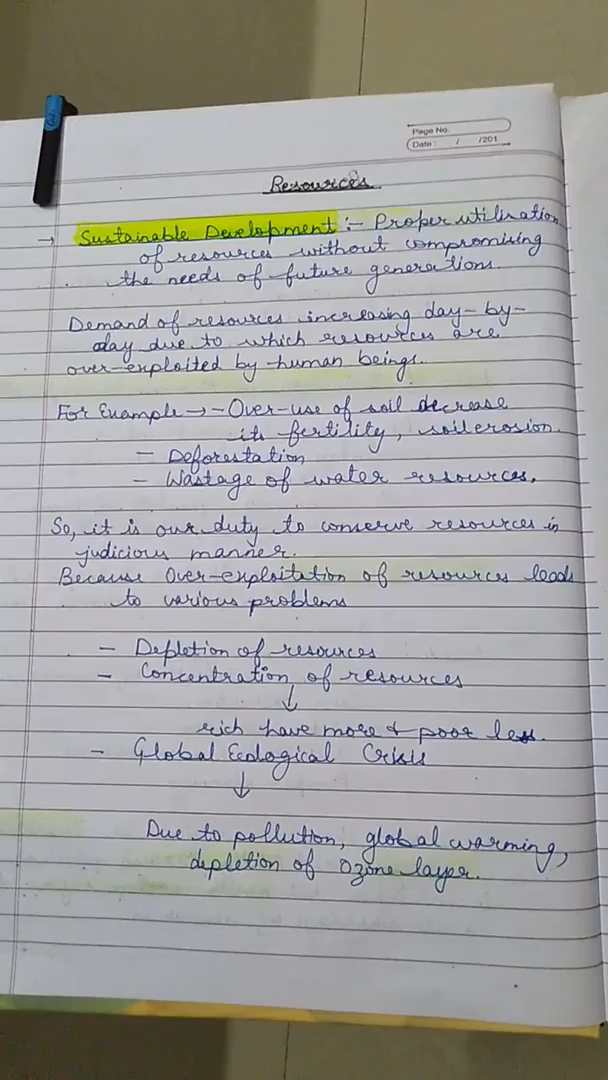 Page No.
Date : / /201
Resources
→ Sustainable Development :- Proper utilisation
of resources without compromising
the needs of future generations.
Demand of resources increasing day-by-
day due to which resources are
over-exploited by human beings.
For Example → - Over-use of soil decrease
its fertility, soil erosion.
- Deforestation
- Wastage of water resources.
So, it is our duty to conserve resources in
judicious manner.
Because Over-exploitation of resources leads
to various problems
- Depletion of resources
- Concentration of resources
↓
rich have more & poor less.
- Global Ecological Crisis
↓
Due to pollution, global warming,
depletion of Ozone layer.